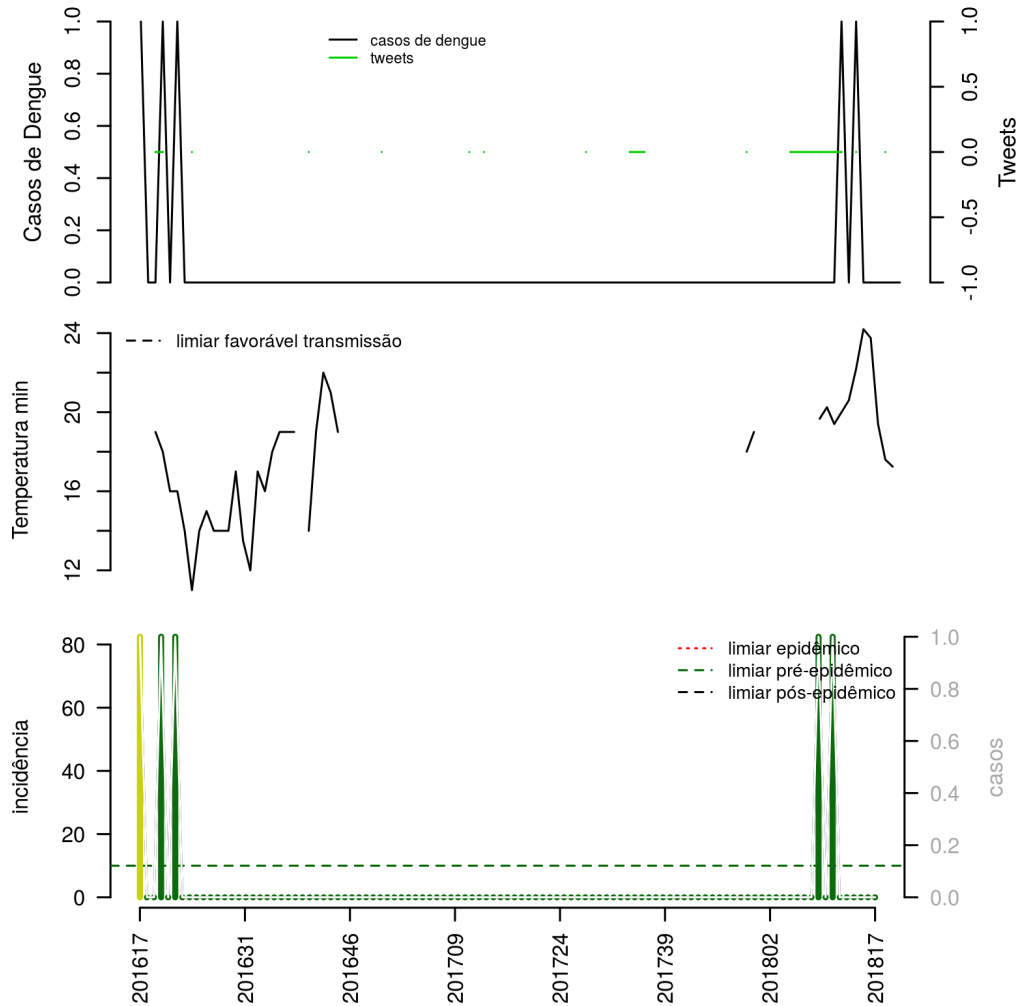 casos de dengue
tweets
Casos de Dengue
0.0 0.2 0.4 0.6 0.8 1.0
Tweets
-1.0 -0.5 0.0 0.5 1.0
limiar favorável transmissão
Temperatura min
12 16 20 24
limiar epidêmico
limiar pré-epidêmico
limiar pós-epidêmico
incidência
80
60
40
20
0
casos
1.0
0.8
0.6
0.4
0.2
0.0
201617 201631 201646 201709 201724 201739 201802 201817